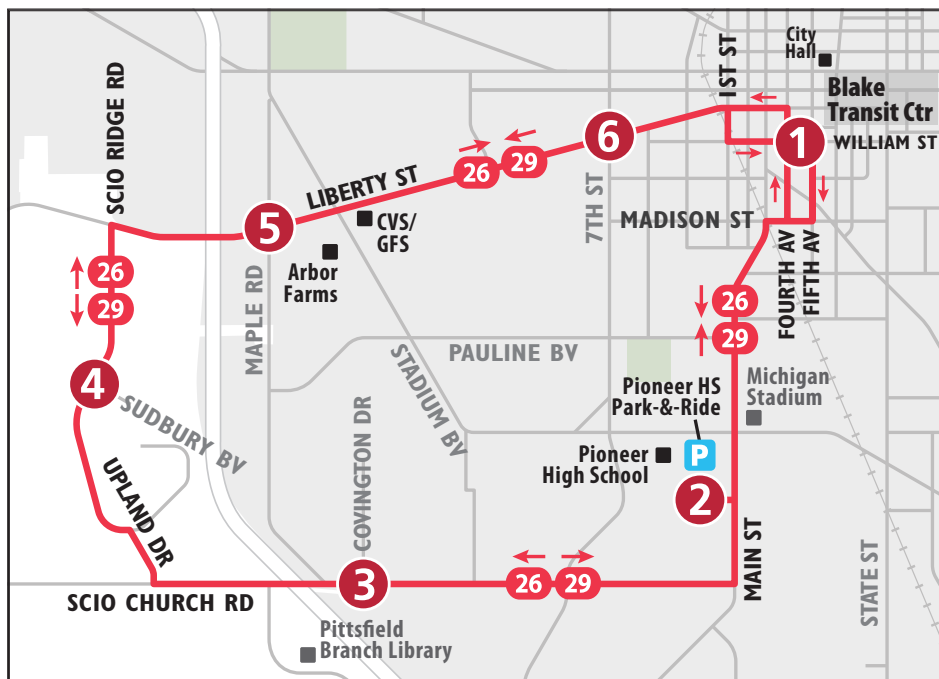 City
Hall
1ST ST
Blake
Transit Ctr
SCIO RIDGE RD
1
WILLIAM ST
6
29
26
LIBERTY ST
7TH ST
MADISON ST
5
CVS/
GFS
Arbor
Farms
MAPLE RD
FOURTH AV
FIFTH AV
26
29
26
29
PAULINE BV
4
SUDBURY BV
STADIUM BV
Pioneer HS
Park-&-Ride
Michigan
Stadium
P
Pioneer
High School
2
COVINGTON DR
UPLAND DR
MAIN ST
STATE ST
3
26
29
SCIO CHURCH RD
Pittsfield
Branch Library